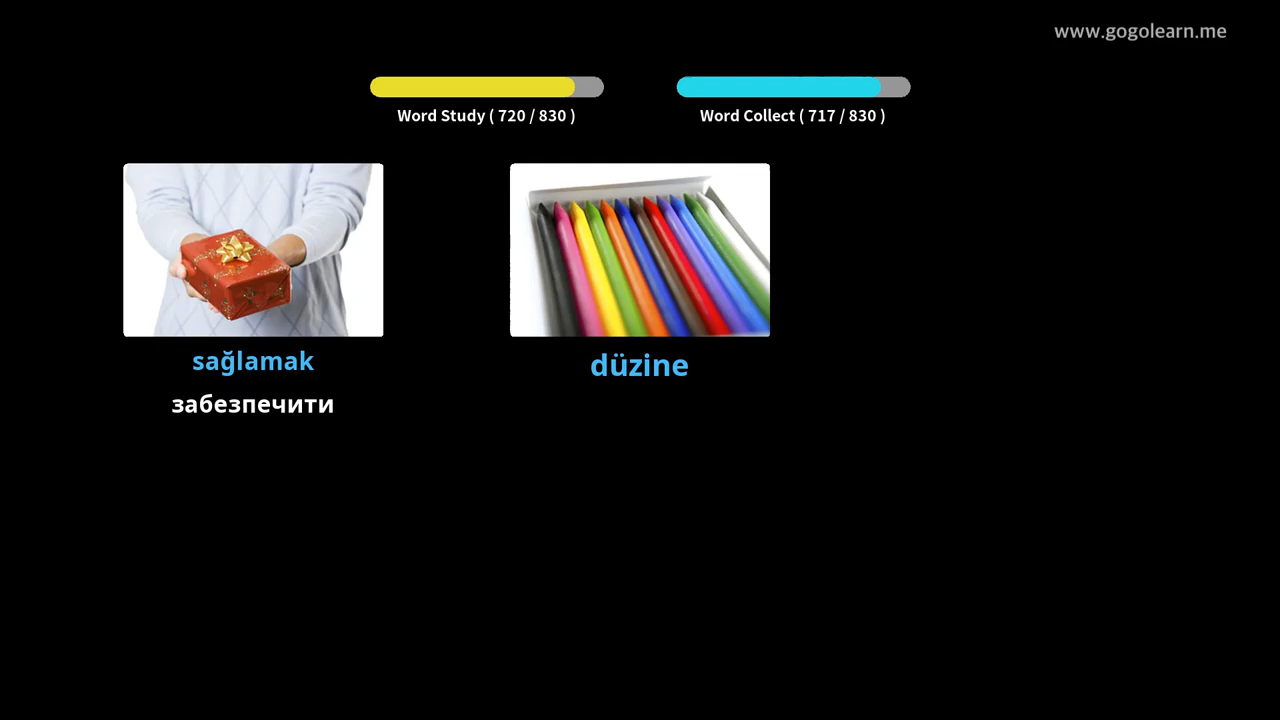 www.gogolearn.me
Word Study ( 720 / 830 )
Word Collect ( 717 / 830 )
sağlamak
düzine
забезпечити